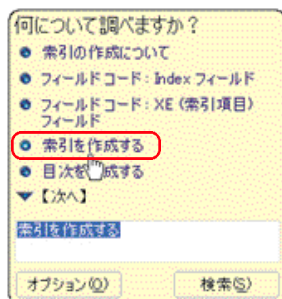 何について調べますか？
索引の作成について
フィールド コード : Index フィールド
フィールド コード : XE (索引項目)
フィールド
索引を作成する
目次を 成する
【次へ】
索引を作成する
オプション(O)
検索(S)